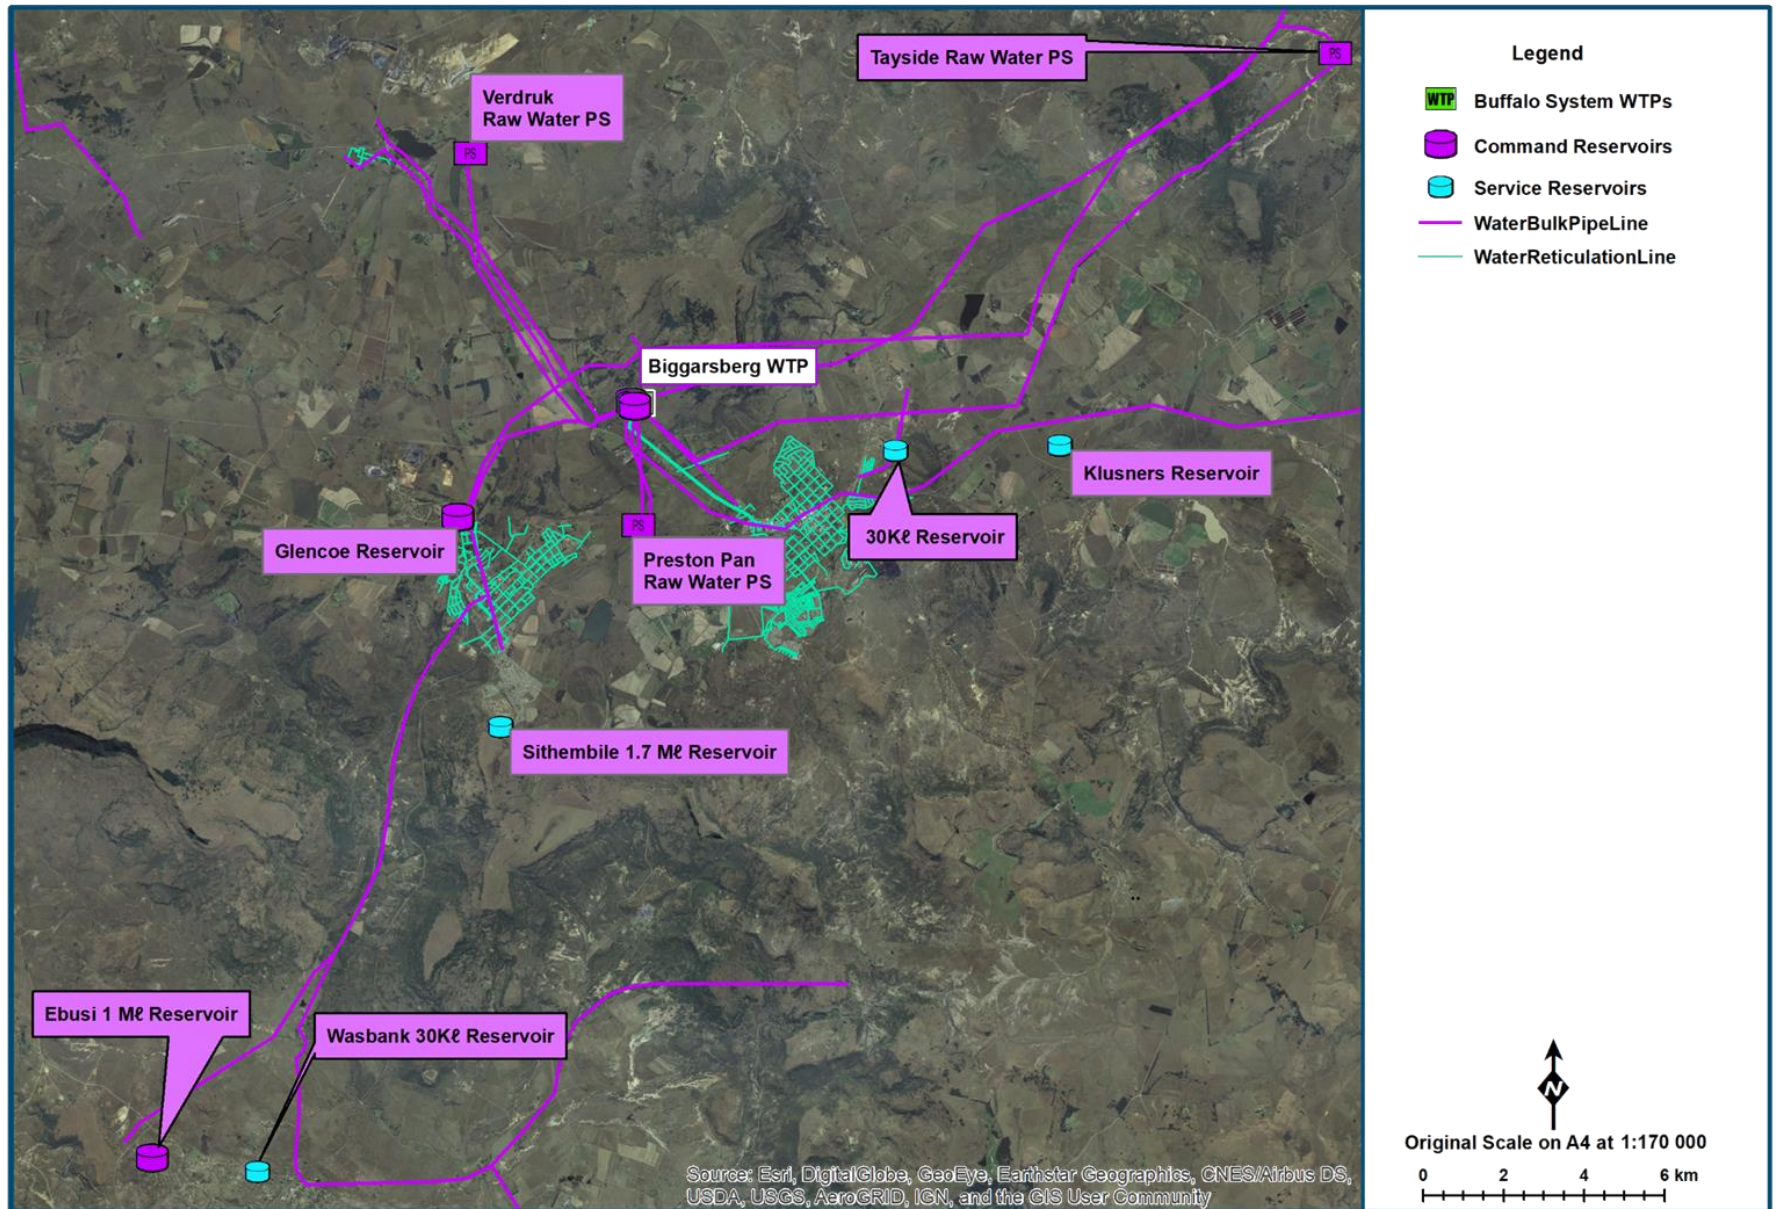 Tayside Raw Water PS
PS
Verdruk
Raw Water PS
PS
Biggarsberg WTP
Klusners Reservoir
30Kℓ Reservoir
Glencoe Reservoir
PS
Preston Pan
Raw Water PS
Sithembile 1.7 Mℓ Reservoir
Ebusi 1 Mℓ Reservoir
Wasbank 30Kℓ Reservoir
Source: Esri, DigitalGlobe, GeoEye, Earthstar Geographics, CNES/Airbus DS,
USDA, USGS, AeroGRID, IGN, and the GIS User Community
Legend
WTP Buffalo System WTPs
Command Reservoirs
Service Reservoirs
WaterBulkPipeLine
WaterReticulationLine
N
Original Scale on A4 at 1:170 000
0 2 4 6 km